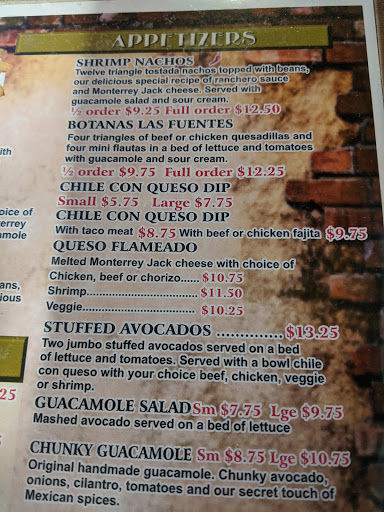 APPETIZERS
SHRIMP NACHOS
Twelve triangle tostada nachos topped with beans,
our delicious special recipe of ranchero sauce
and Monterrey Jack cheese. Served with
guacamole salad and sour cream.
½ order $9.25 Full order $12.50
BOTANAS LAS FUENTES
Four triangles of beef or chicken quesadillas and
four mini flautas in a bed of lettuce and tomatoes
with guacamole and sour cream.
½ order $9.75 Full order $12.25
CHILE CON QUESO DIP
Small $5.75 Large $7.75
CHILE CON QUESO DIP
With taco meat $8.75 With beef or chicken fajita $9.75
QUESO FLAMEADO
Melted Monterrey Jack cheese with choice of
Chicken, beef or chorizo...... $10.75
Shrimp.............................. $11.50
Veggie.............................. $10.25
STUFFED AVOCADOS .............. $13.25
Two jumbo stuffed avocados served on a bed
of lettuce and tomatoes. Served with a bowl chile
con queso with your choice beef, chicken, veggie
or shrimp.
GUACAMOLE SALAD Sm $7.75 Lge $9.75
Mashed avocado served on a bed of lettuce
CHUNKY GUACAMOLE Sm $8.75 Lge $10.75
Original handmade guacamole. Chunky avocado,
onions, cilantro, tomatoes and our secret touch of
Mexican spices.